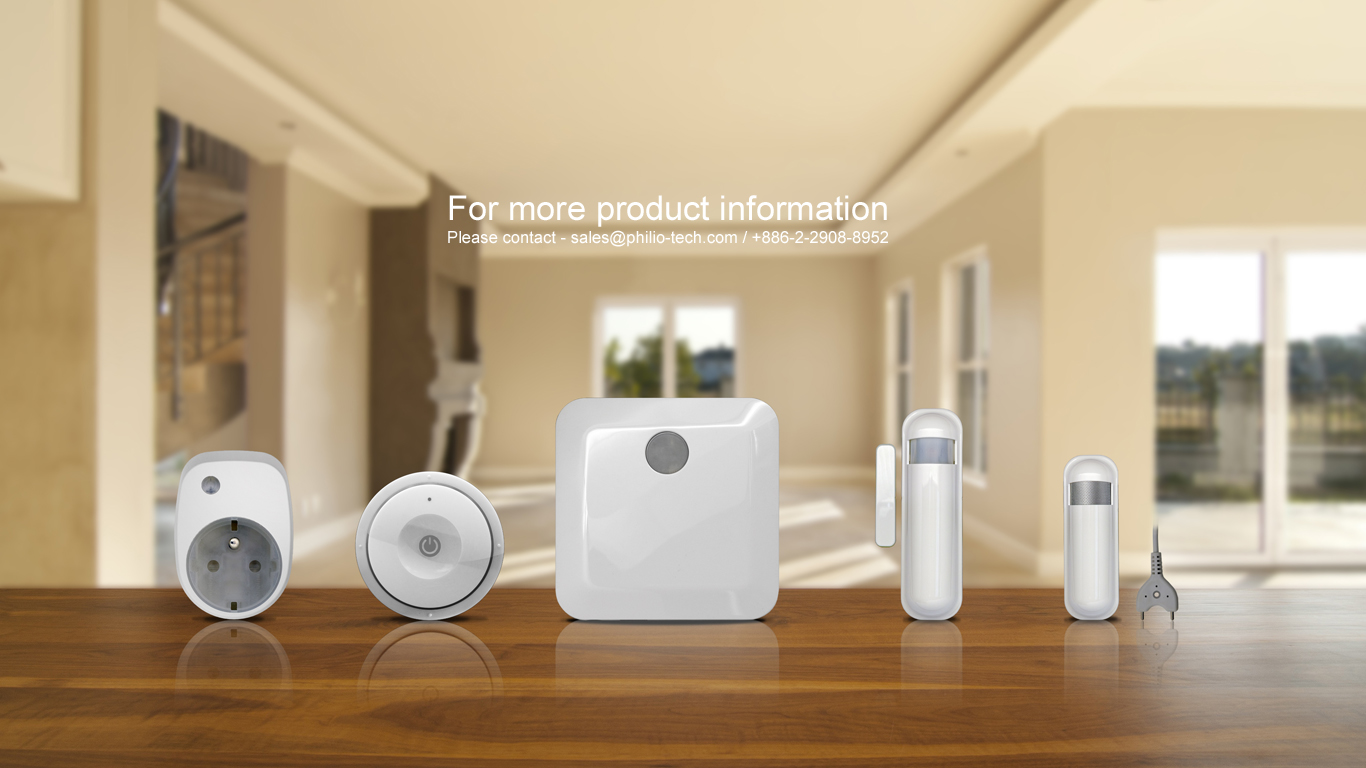 For more product information
Please contact - sales@philio-tech.com / +886-2-2908-8952